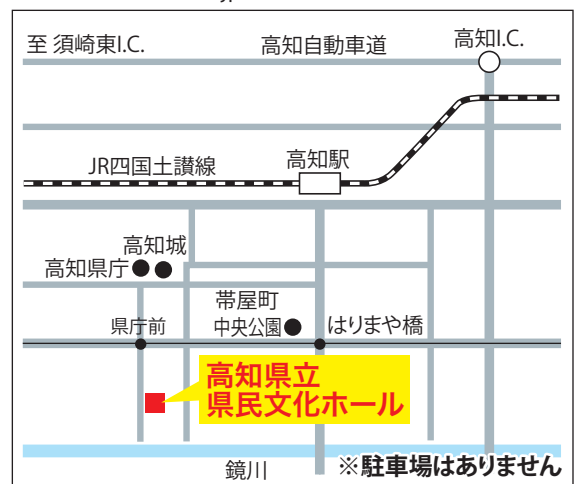 至 須崎東I.C.
高知自動車道
高知I.C.
JR四国土讃線
高知駅
高知城
高知県庁
帯屋町
中央公園
県庁前
はりまや橋
高知県立
県民文化ホール
鏡川
※駐車場はありません